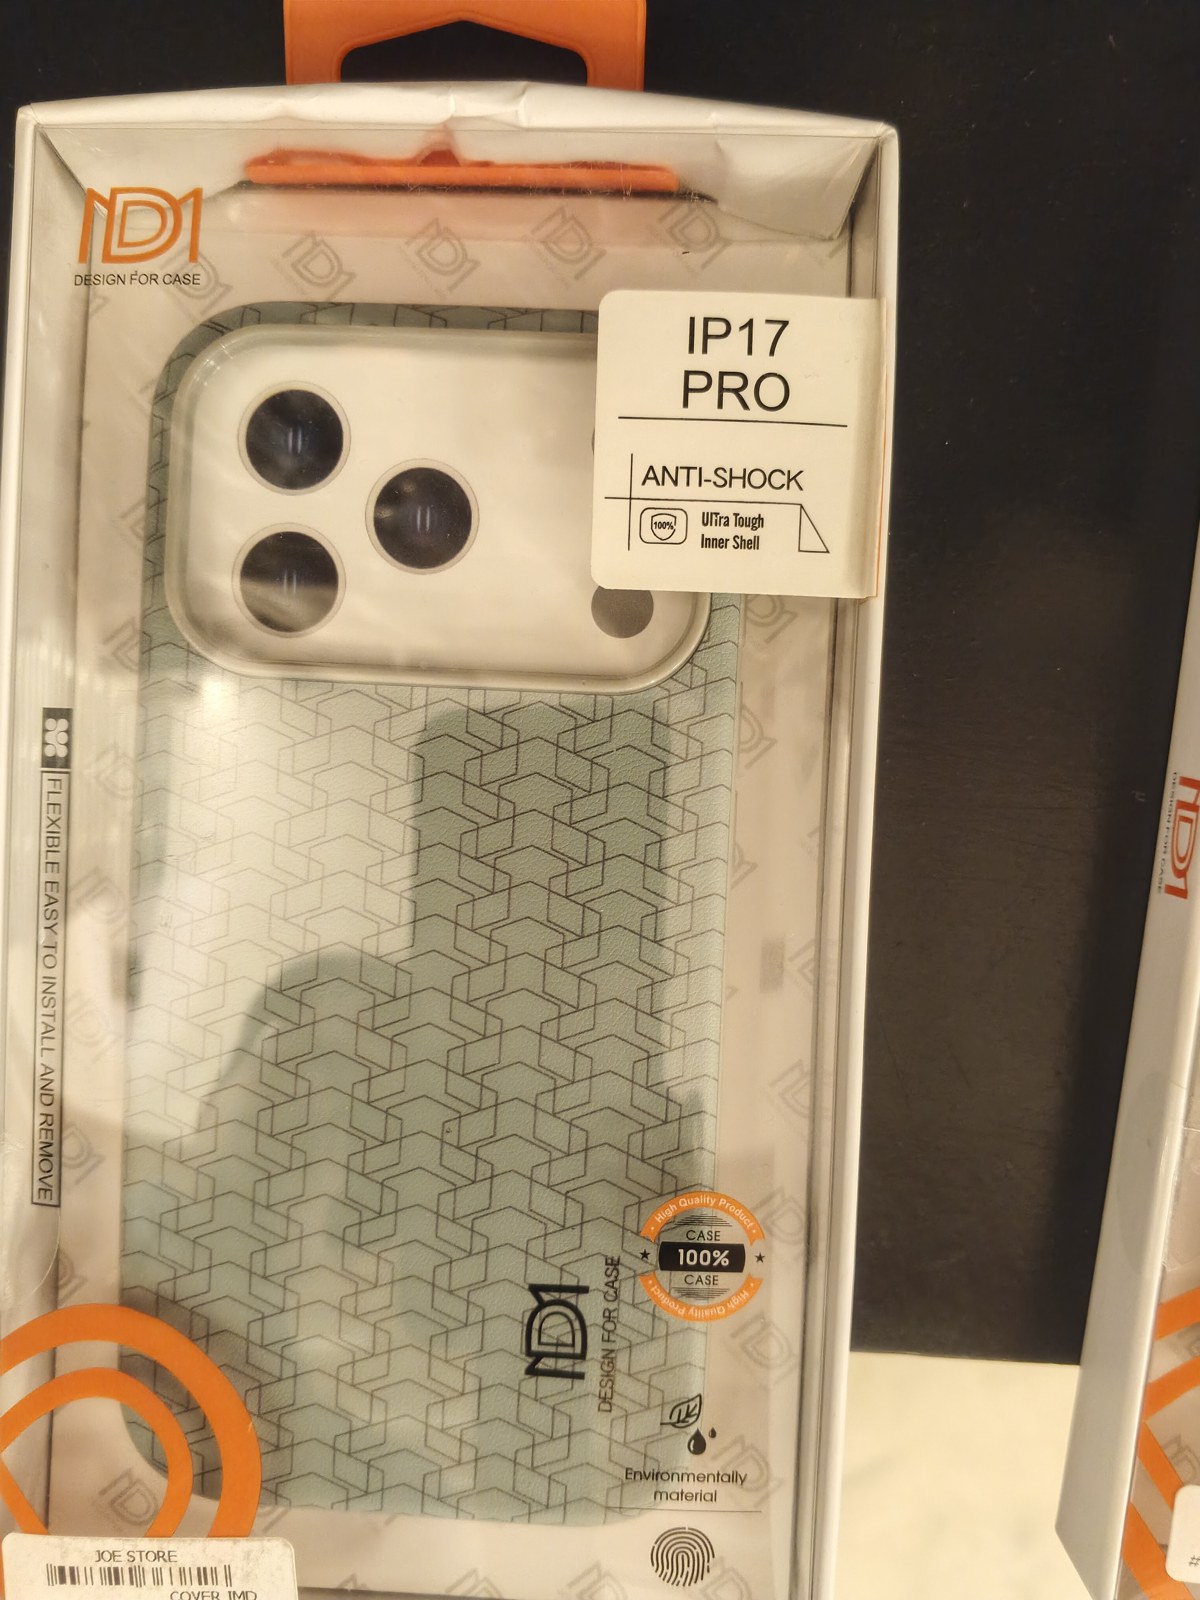 DESIGN FOR CASE
IP17
PRO
ANTI-SHOCK
100%
UlTra Tough
Inner Shell
FLEXIBLE EASY TO INSTALL AND REMOVE
High Quality Product
CASE
100%
CASE
High Quality Product
DESIGN FOR CASE
Environmentally
material
JOE STORE
COVER IMD
DESIGN FOR CASE